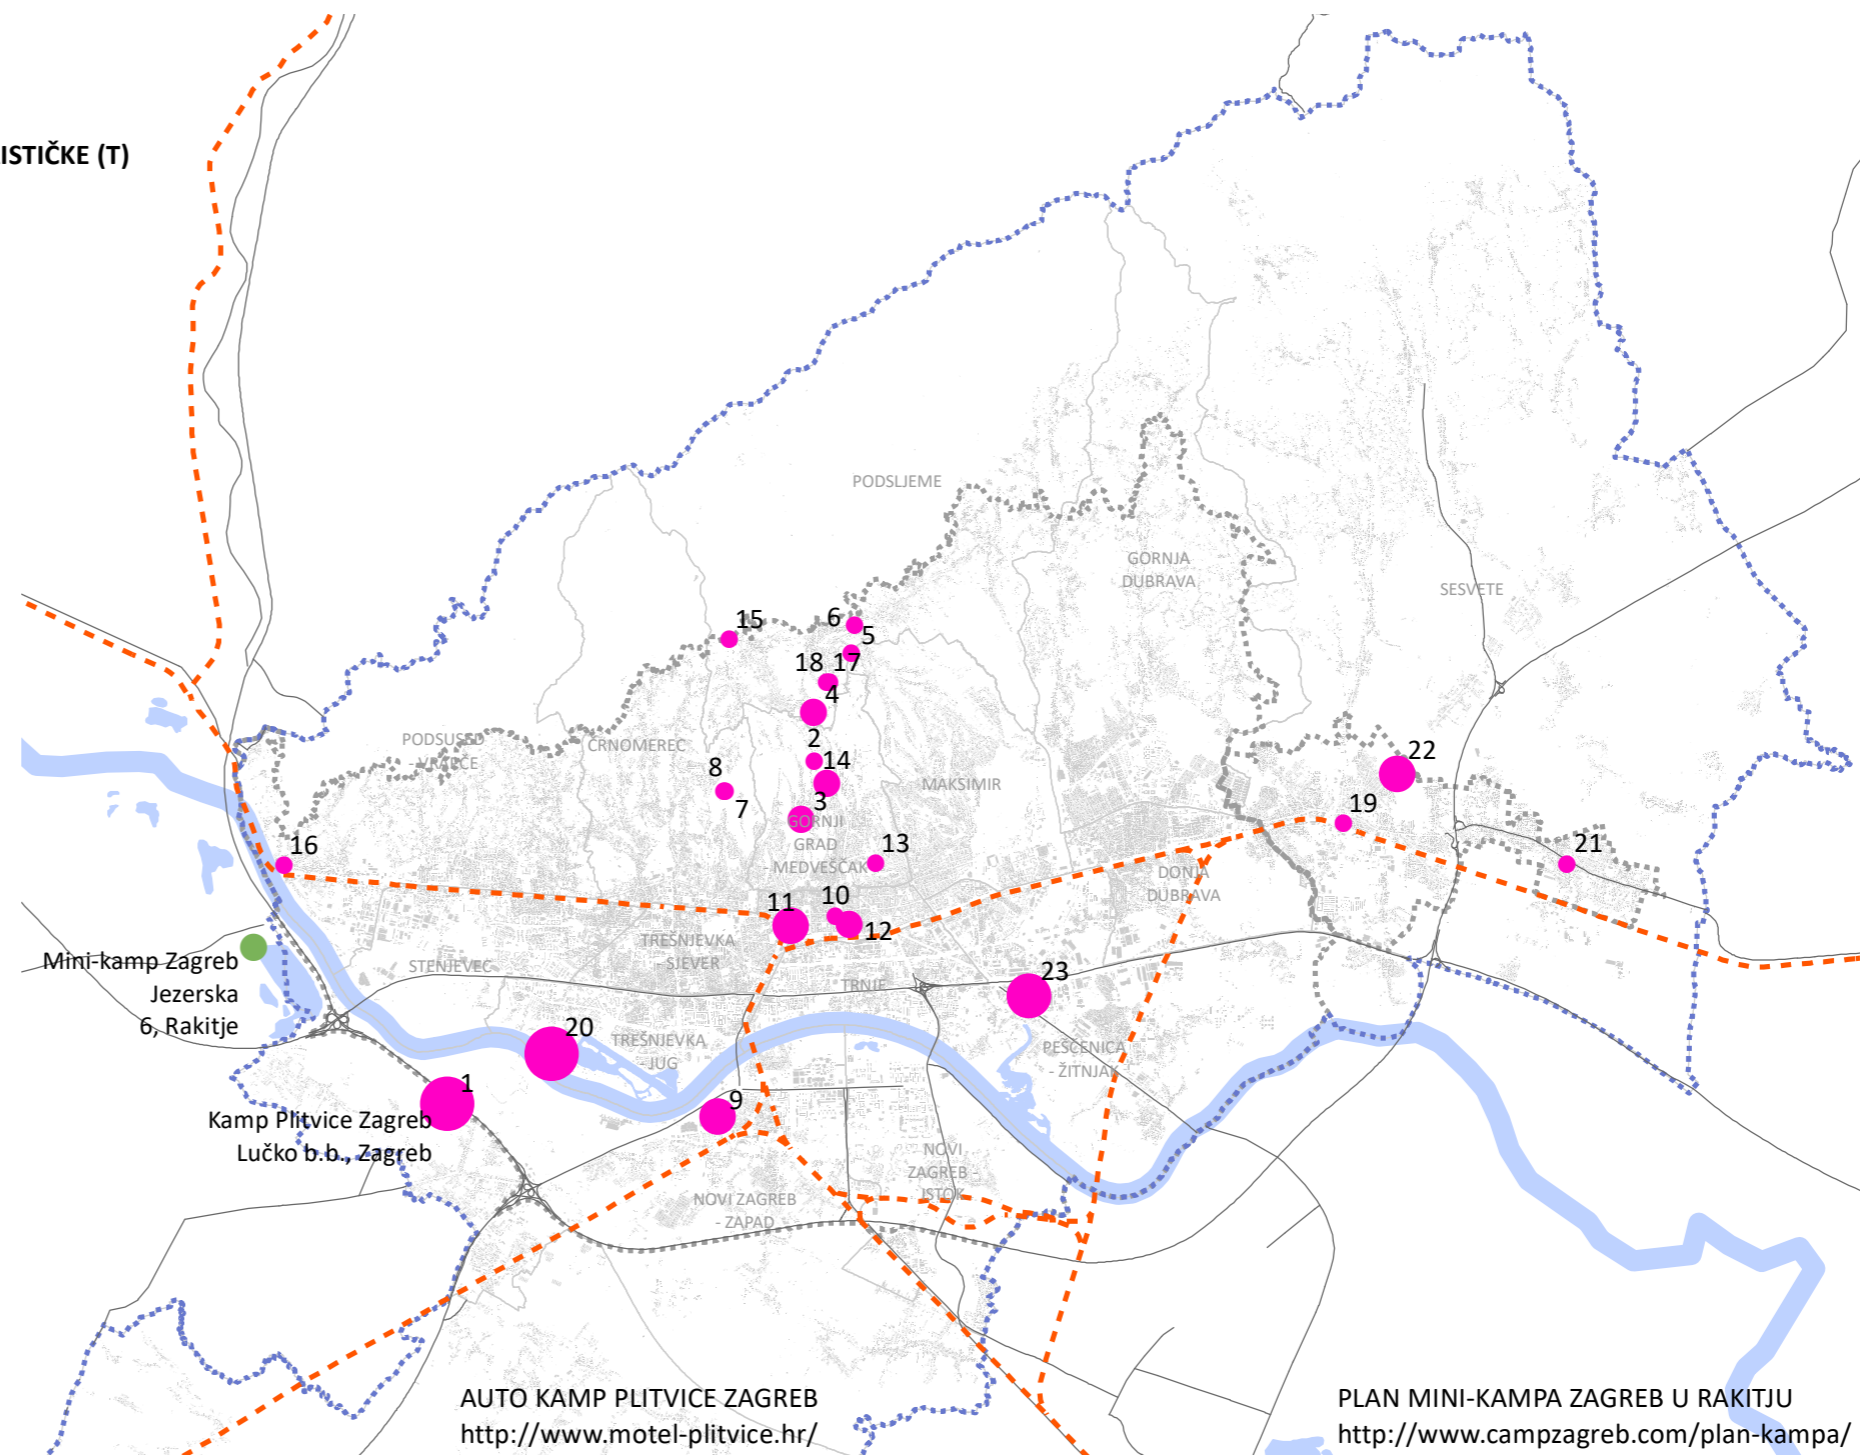 ISTIČKE (T)
PODSLJEME
GORNJA
DUBRAVA
SESVETE
15
6
5
18
17
4
PODSUSED
- VRAPČE
ČRNOMEREC
2
14
8
7
3
MAKSIMIR
22
19
GORNJI
GRAD
MEDVEŠČAK
13
16
21
DONJA
DUBRAVA
11
10
12
TREŠNJEVKA
- SJEVER
STENJEVEC
Mini-kamp Zagreb
Jezerska
6, Rakitje
23
TRNJE
20
TREŠNJEVKA
- JUG
PEŠČENICA
- ŽITNJAK
1
9
Kamp Plitvice Zagreb
Lučko b.b., Zagreb
NOVI
ZAGREB -
ISTOK
NOVI ZAGREB
- ZAPAD
AUTO KAMP PLITVICE ZAGREB
http://www.motel-plitvice.hr/
PLAN MINI-KAMPA ZAGREB U RAKITJU
http://www.campzagreb.com/plan-kampa/